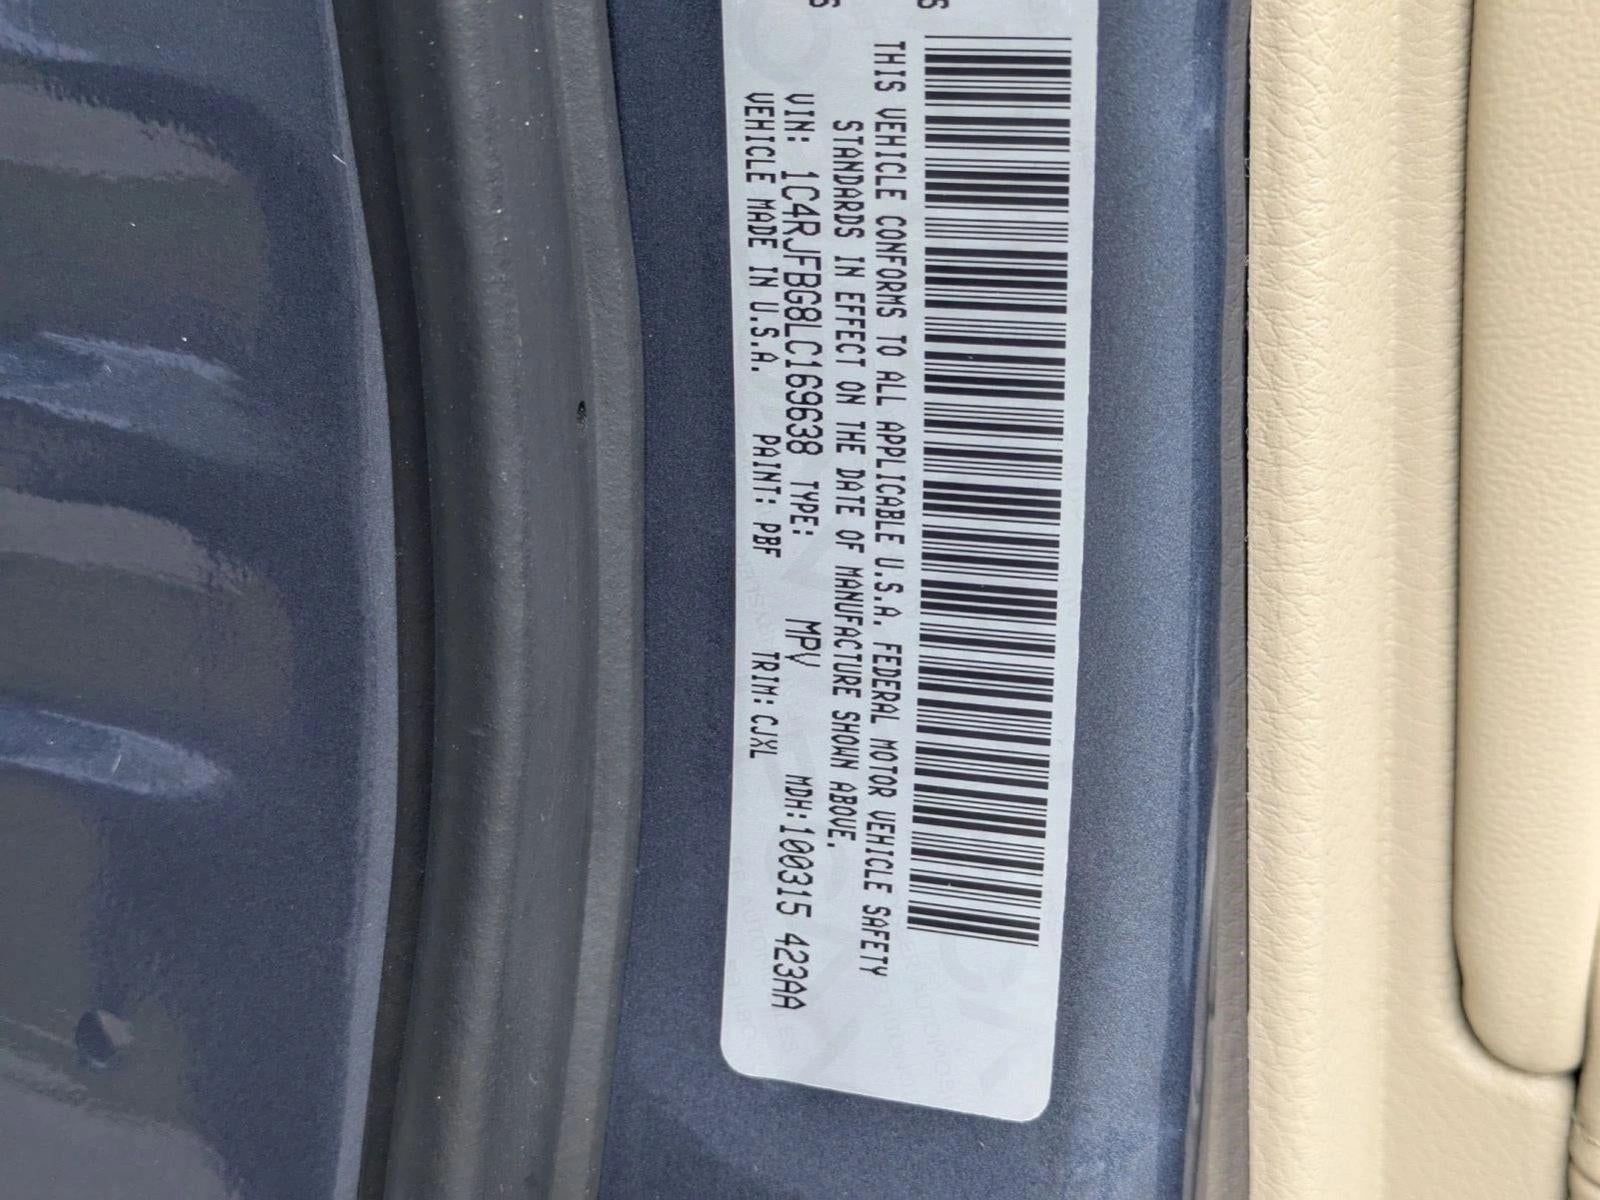 THIS VEHICLE CONFORMS TO ALL APPLICABLE U.S.A. FEDERAL MOTOR VEHICLE SAFETY
STANDARDS IN EFFECT ON THE DATE OF MANUFACTURE SHOWN ABOVE.
VIN: 1C4RJFBG8LC169638 TYPE: MPV MDH:100315 423AA
VEHICLE MADE IN U.S.A. PAINT: PBF TRIM:CJXL